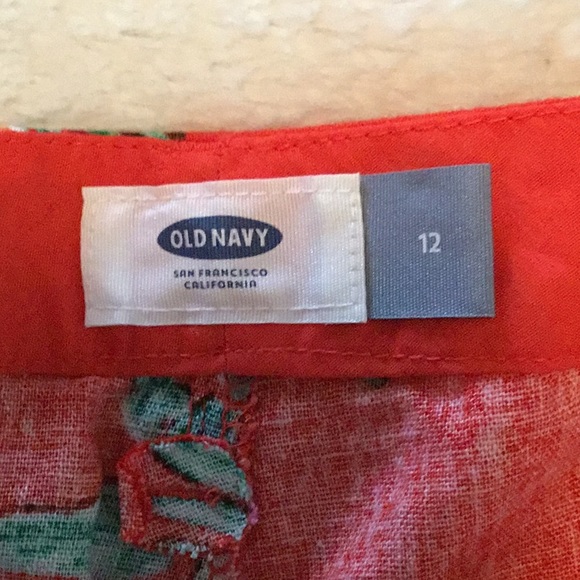 OLD NAVY
SAN FRANCISCO
CALIFORNIA
12